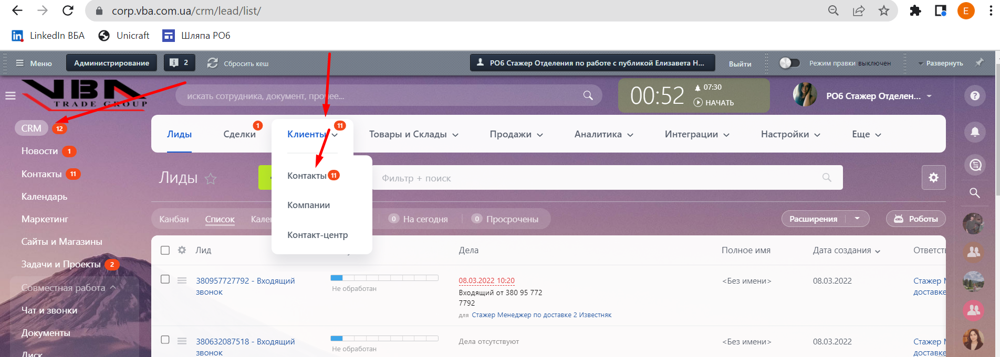 corp.vba.com.ua/crm/lead/list/
E
in LinkedIn ВБА Unicraft Шляпа РО6
Меню Администрирование 2 Сбросить кеш РО6 Стажер Отделения по работе с публикой Елизавета Н... Выйти Режим правки выключен Развернуть
VBA
TRADE GROUP
искать сотрудника, документ, прочее...
00:52 07:30
НАЧАТЬ
РО6 Стажер Отделен...
CRM 12
Новости 1
Контакты 11
Календарь
Маркетинг
Сайты и Магазины
Задачи и Проекты 2
Совместная работа
Чат и звонки
Документы
Диск
Лиды Сделки 1 Клиенты 11 Товары и Склады Продажи Аналитика Интеграции Настройки Еще
Контакты 11
Компании
Контакт-центр
Лиды Фильтр + поиск
Канбан Список Кале 0 На сегодня 0 Просрочены Расширения Роботы
Лид Дела Полное имя Дата создания Ответст
380957727792 - Входящий
звонок
Не обработан
08.03.2022 10:20
Входящий от 380 95 772
7792
для Стажер Менеджер по доставке 2 Известняк
<Без имени>
08.03.2022
Стажер М
доставке
380632087518 - Входящий
звонок
Не обработан
Дела отсутствуют
<Без имени>
08.03.2022
Стажер М
доставке